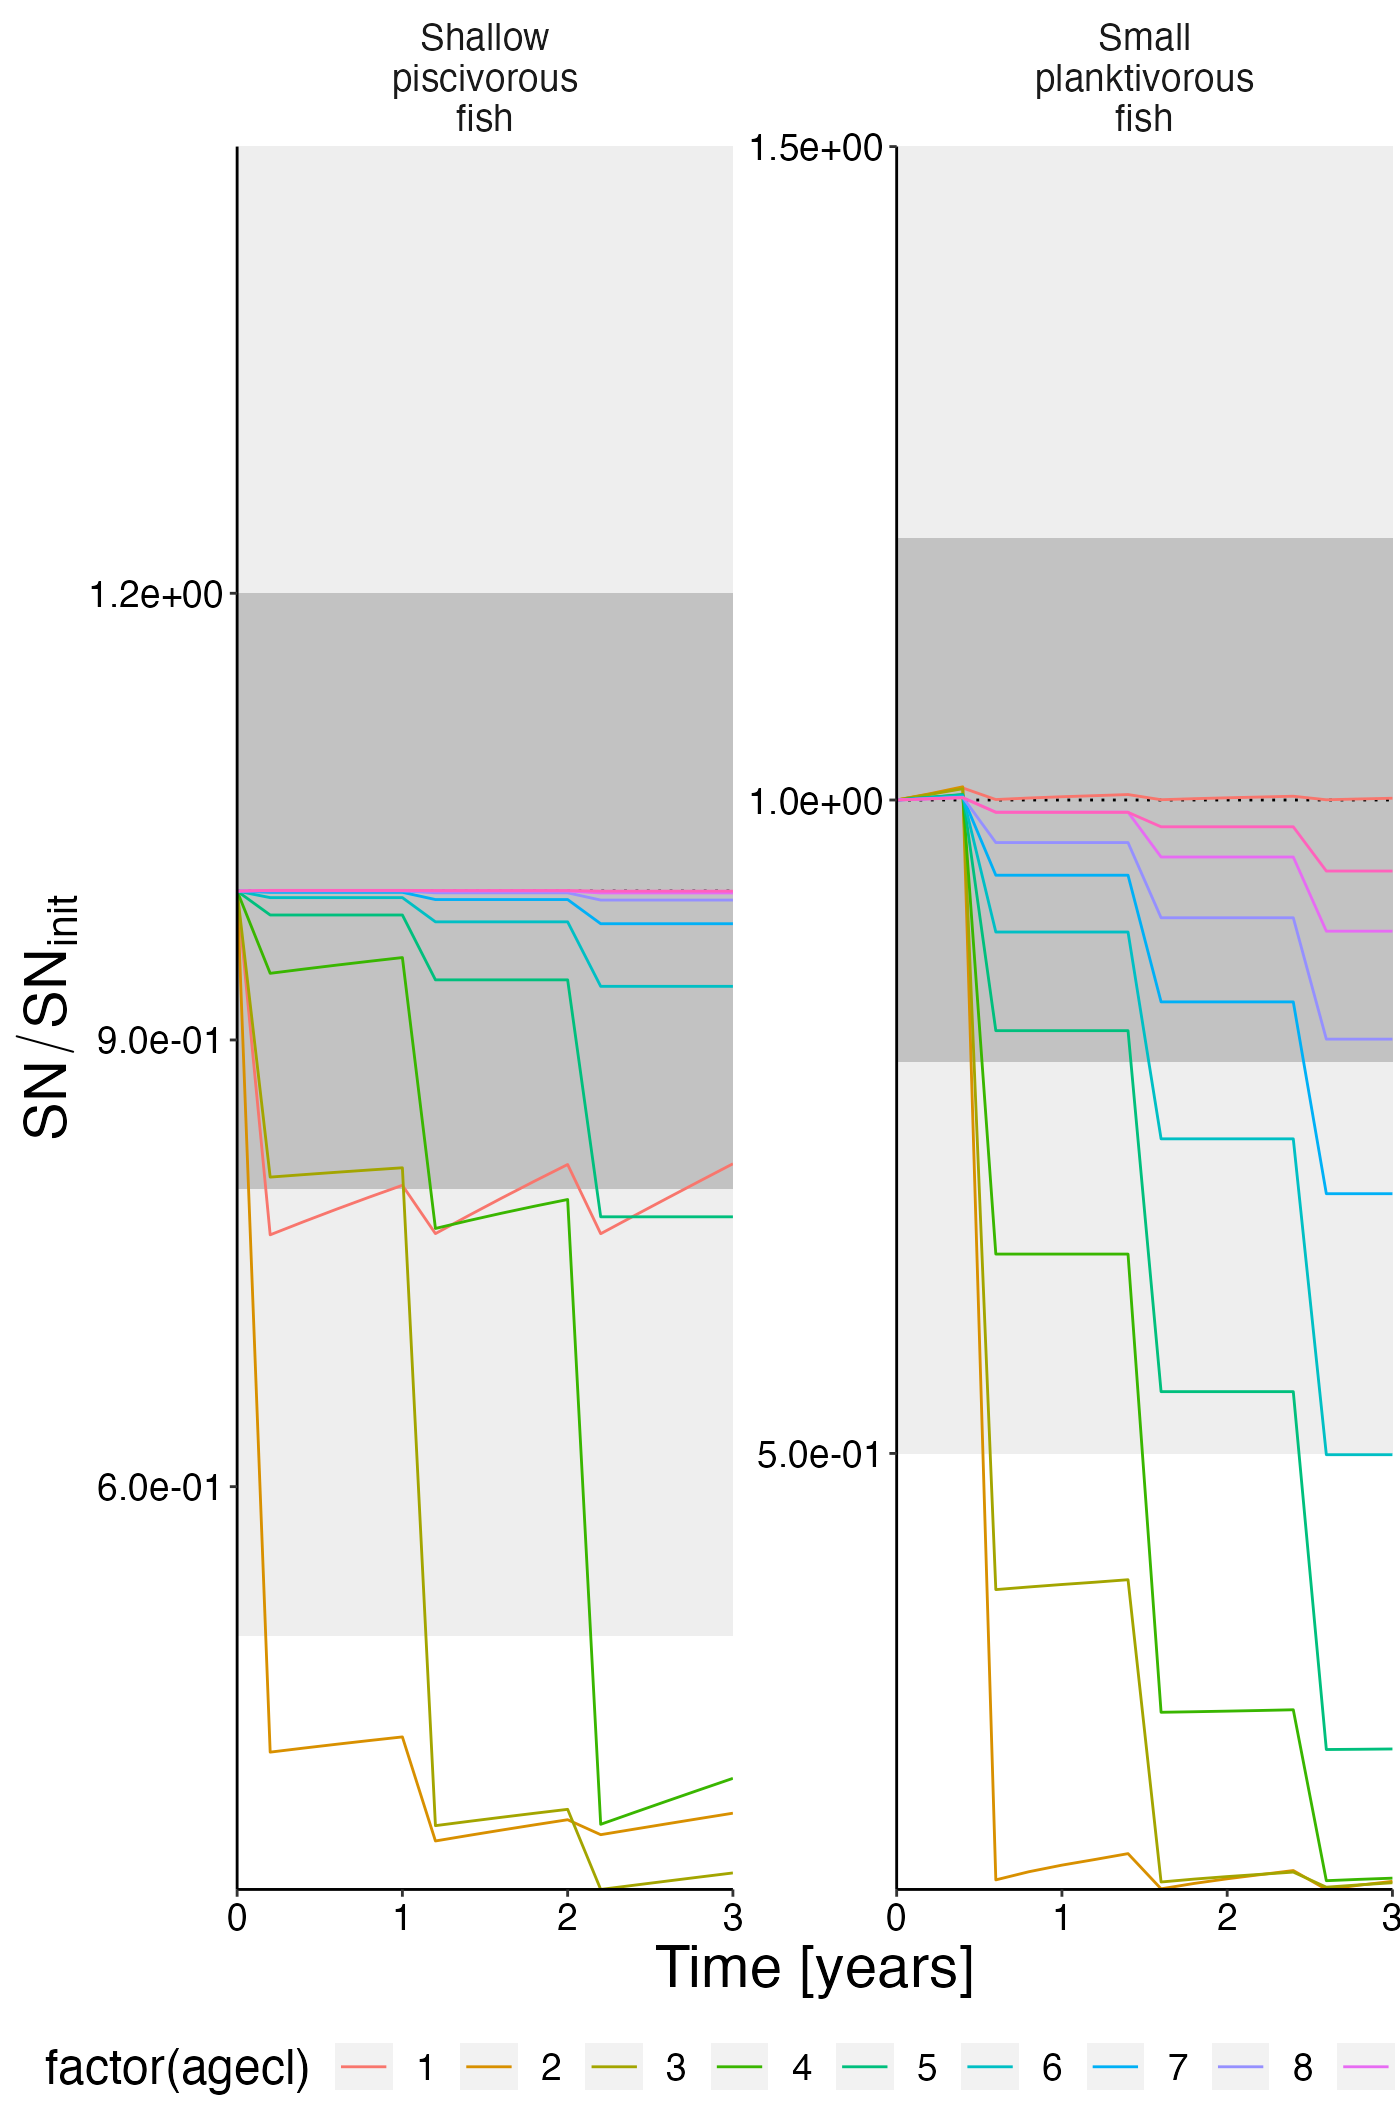 Shallow
piscivorous
fish
Small
planktivorous
fish
1.5e+00
1.2e+00
1.0e+00
9.0e-01
6.0e-01
5.0e-01
SN / SNinit
0 1 2 3
0 1 2 3
Time [years]
factor(agecl) 1 2 3 4 5 6 7 8